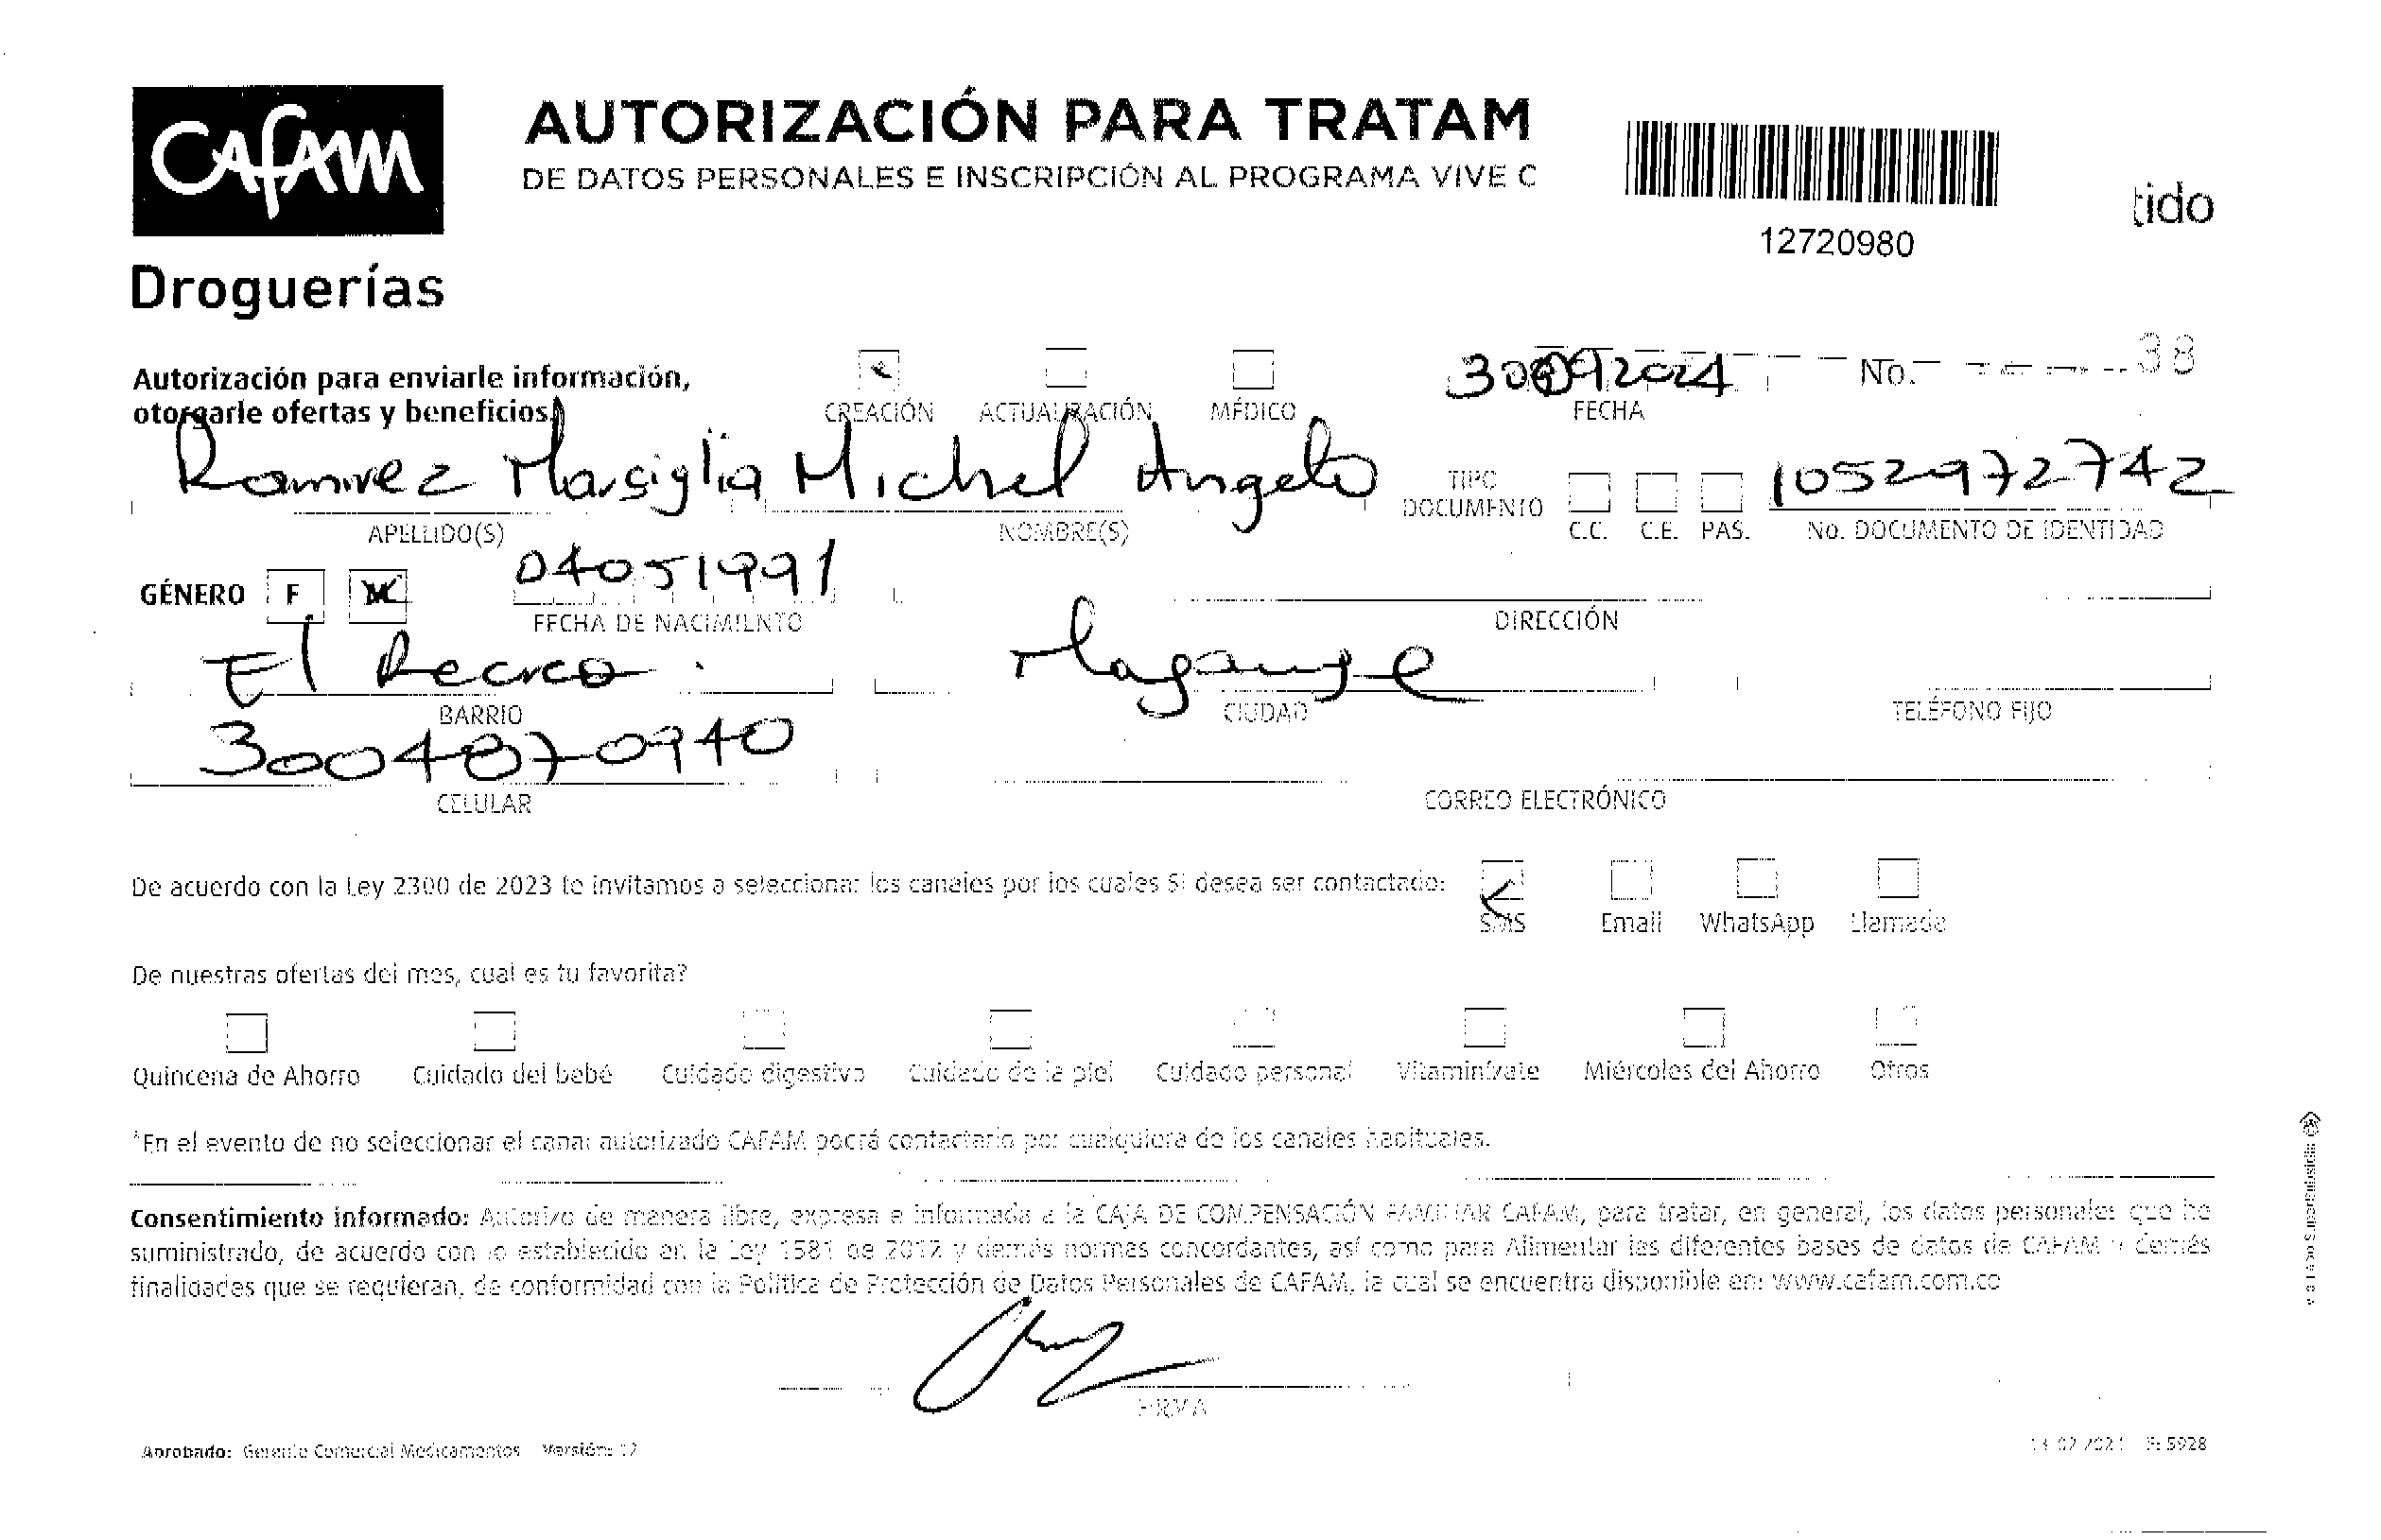 CAFAM
Droguerías
AUTORIZACIÓN PARA TRATAM
DE DATOS PERSONALES E INSCRIPCIÓN AL PROGRAMA VIVE C
12720980
tido
Autorización para enviarle información,
otorgarle ofertas y beneficios.
CREACIÓN ACTUALIZACIÓN MÉDICO
30092024
FECHA
No. 38
Ramirez Marsiglia Michel Angelo
APELLIDO(S) NOMBRE(S)
TIPO DOCUMENTO C.C. C.E. PAS.
1052972742
No. DOCUMENTO DE IDENTIDAD
GÉNERO F M
04051991
FECHA DE NACIMIENTO DIRECCIÓN
El Recreo. Magangue
BARRIO CIUDAD TELÉFONO FIJO
3004870940
CELULAR CORREO ELECTRÓNICO
De acuerdo con la Ley 2300 de 2023 te invitamos a seleccionar los canales por los cuales SI desea ser contactado:
SMS Email WhatsApp Llamada
De nuestras ofertas del mes, cual es tu favorita?
Quincena de Ahorro Cuidado del bebé Cuidado digestivo Cuidado de la piel Cuidado personal Vitamínízate Miércoles del Ahorro Otros
*En el evento de no seleccionar el canal autorizado CAFAM podrá contactarlo por cualquiera de los canales habituales.
Consentimiento informado: Autorizo de manera libre, expresa e informada a la CAJA DE COMPENSACIÓN FAMILIAR CAFAM, para tratar, en general, los datos personales que he
suministrado, de acuerdo con lo establecido en la Ley 1581 de 2012 y demás normas concordantes, así como para Alimentar las diferentes bases de datos de CAFAM y demás
finalidades que se requieran, de conformidad con la Política de Protección de Datos Personales de CAFAM, la cual se encuentra disponible en: www.cafam.com.co
FIRMA
Aprobado: Gerente Comercial Medicamentos Versión: 12
F: 5928
VIGILADO SuperSubsidio